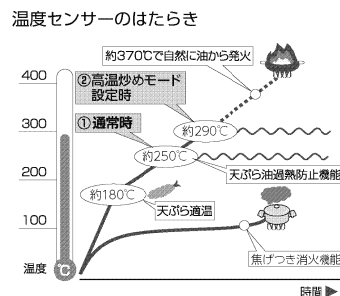 温度センサーのはたらき
約370℃で自然に油から発火
400
②高温炒めモード
設定時
300
約290℃
①通常時
約250℃
200
天ぷら油過熱防止機能
約180℃
天ぷら適温
100
焦げつき消火機能
温度
℃
時間▶